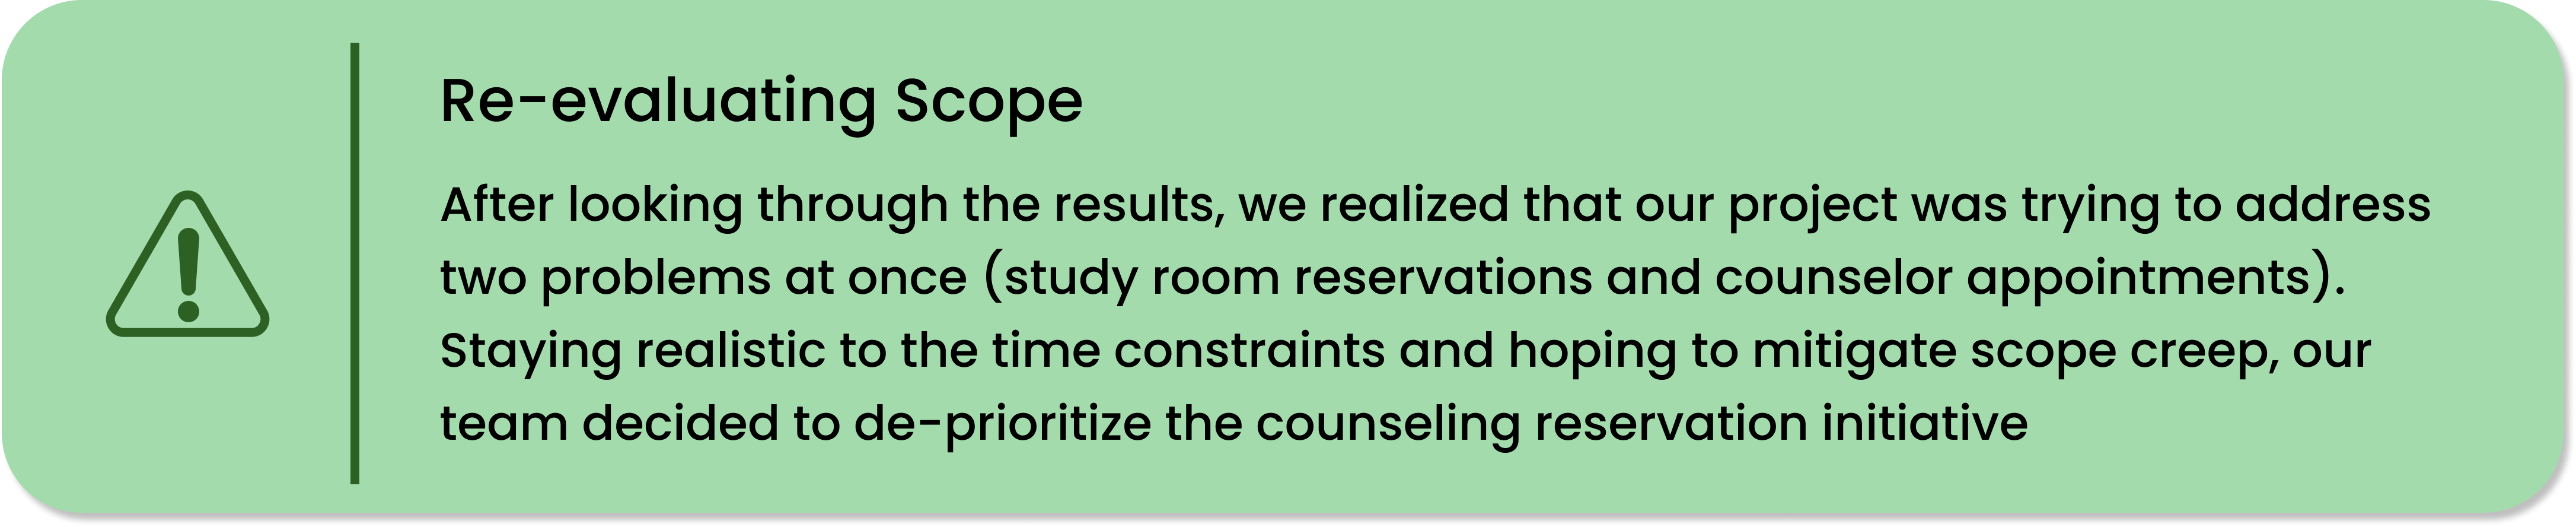 Re-evaluating Scope
After looking through the results, we realized that our project was trying to address
two problems at once (study room reservations and counselor appointments).
Staying realistic to the time constraints and hoping to mitigate scope creep, our
team decided to de-prioritize the counseling reservation initiative